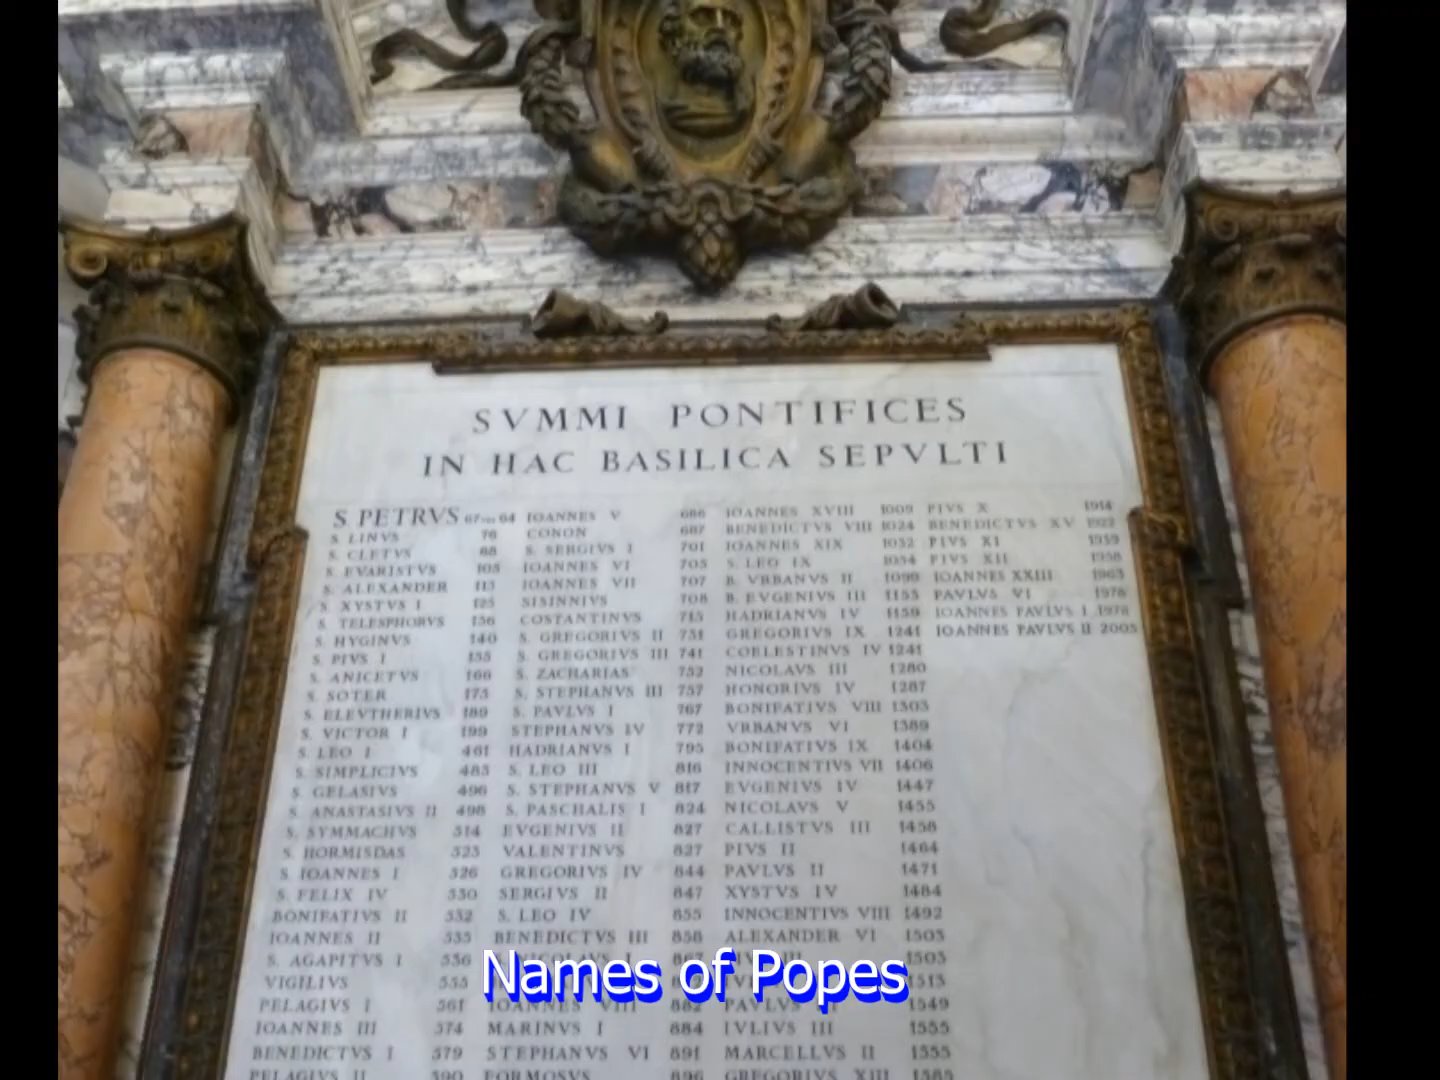 SVMMI PONTIFICES
IN HAC BASILICA SEPVLTI
S. PETRVS 67 64 IOANNES V 686 IOANNES XVIII 1009 PIVS X 1914
S. LINVS 76 CONON 687 BENEDICTVS VIII 1024 BENEDICTVS XV 1922
S. CLETVS 88 S. SERGIVS I 701 IOANNES XIX 1032 PIVS XI 1939
S. EVARISTVS 105 IOANNES VI 705 S. LEO IX 1054 PIVS XII 1958
S. ALEXANDER 115 IOANNES VII 707 B. VRBANVS II 1099 IOANNES XXIII 1963
S. XYSTVS I 125 SISINNIVS 708 B. EVGENIVS III 1153 PAVLVS VI 1978
S. TELESPHORVS 136 COSTANTINVS 715 HADRIANVS IV 1159 IOANNES PAVLVS I 1978
S. HYGINVS 140 S. GREGORIVS II 731 GREGORIVS IX 1241 IOANNES PAVLVS II 2005
S. PIVS I 155 S. GREGORIVS III 741 COELESTINVS IV 1241
S. ANICETVS 166 S. ZACHARIAS 752 NICOLAVS III 1280
S. SOTER 175 S. STEPHANVS III 757 HONORIVS IV 1287
S. ELEVTHERIVS 189 S. PAVLVS I 767 BONIFATIVS VIII 1303
S. VICTOR I 199 STEPHANVS IV 772 VRBANVS VI 1389
S. LEO I 461 HADRIANVS I 795 BONIFATIVS IX 1404
S. SIMPLICIVS 483 S. LEO III 816 INNOCENTIVS VII 1406
S. GELASIVS 496 S. STEPHANVS V 817 EVGENIVS IV 1447
S. ANASTASIVS II 498 S. PASCHALIS I 824 NICOLAVS V 1455
S. SYMMACHVS 514 EVGENIVS II 827 CALLISTVS III 1458
S. HORMISDAS 523 VALENTINVS 827 PIVS II 1464
S. IOANNES I 526 GREGORIVS IV 844 PAVLVS II 1471
S. FELIX IV 530 SERGIVS II 847 XYSTVS IV 1484
BONIFATIVS II 532 S. LEO IV 855 INNOCENTIVS VIII 1492
IOANNES II 535 BENEDICTVS III 858 ALEXANDER VI 1503
S. AGAPITVS I 536 NICOLAVS 1503
Names of Popes
VIGILIVS 555 1513
PELAGIVS I 561 IOANNES VIII 882 PAVLVS 1549
IOANNES III 574 MARINVS I 884 IVLIVS III 1555
BENEDICTVS I 579 STEPHANVS VI 891 MARCELLVS II 1555
PELAGIVS II 590 FORMOSVS 896 GREGORIVS XIII 1585